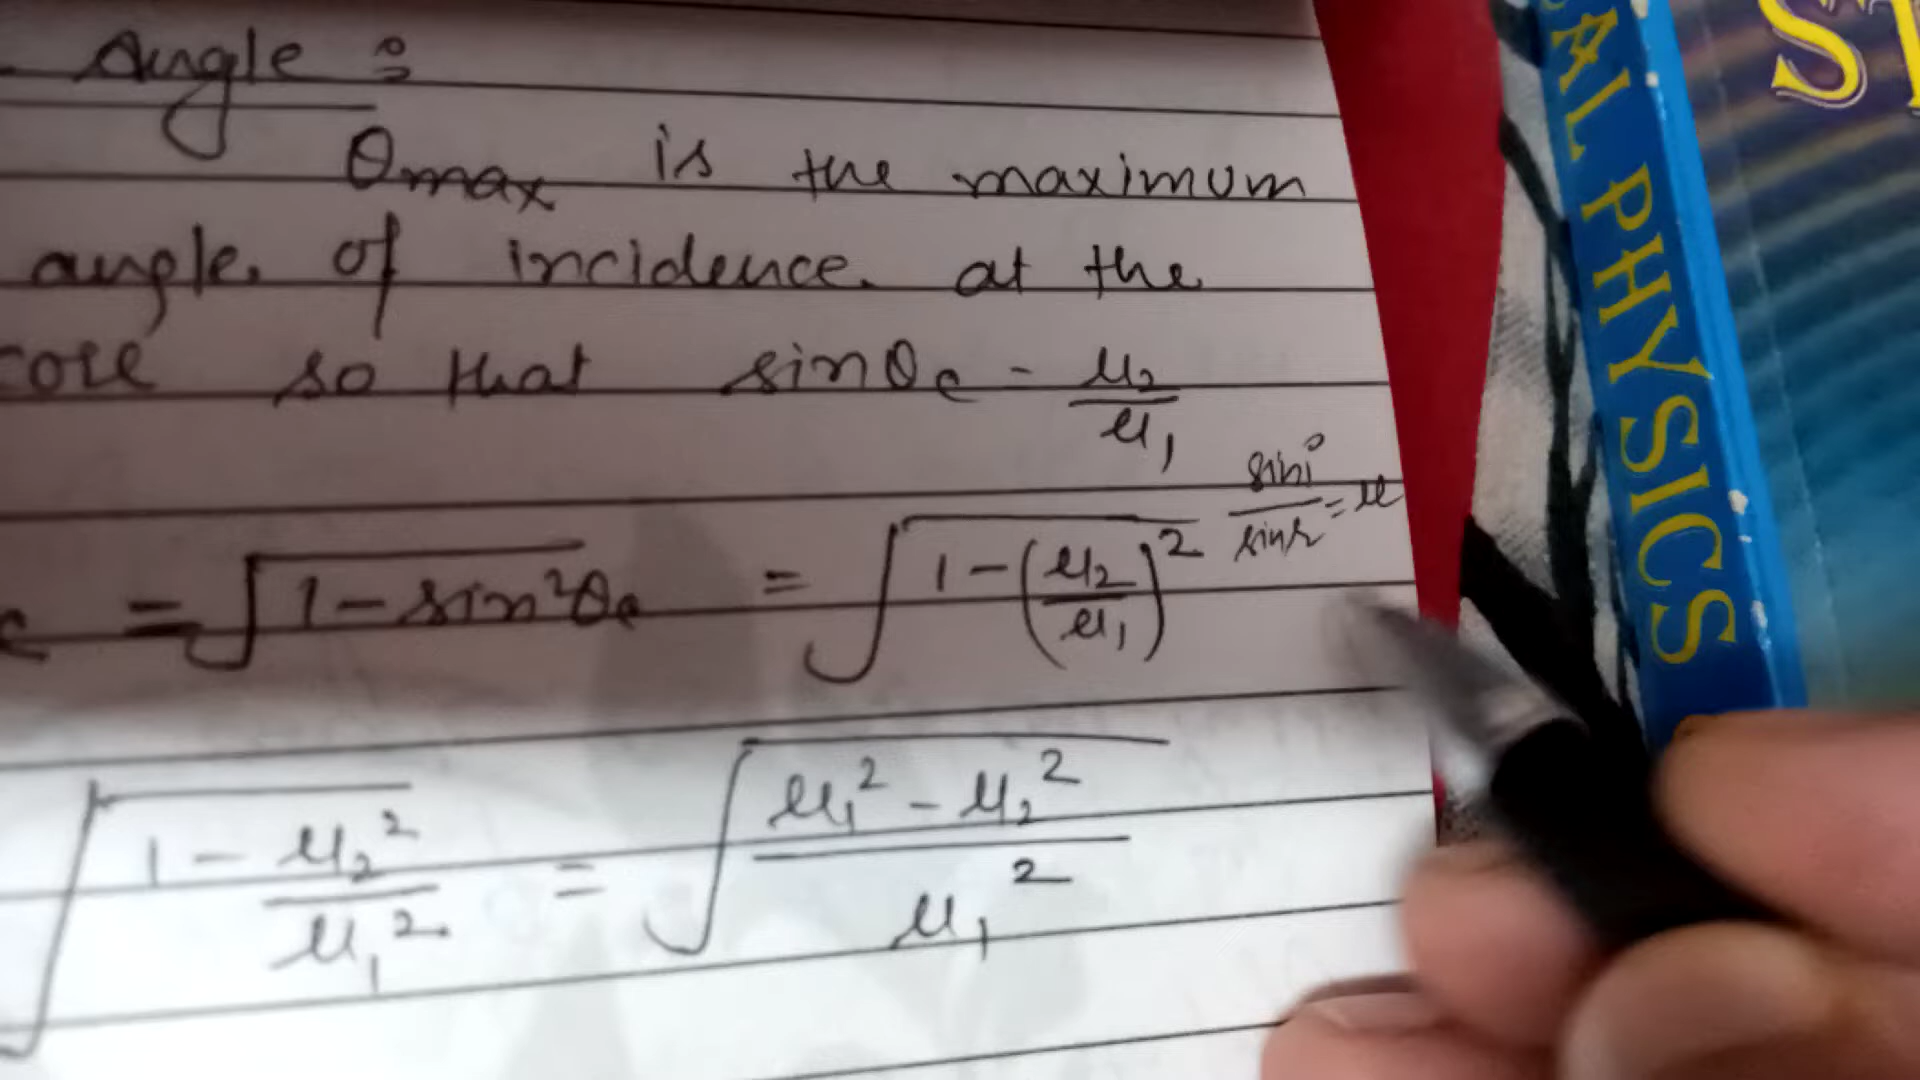 Angle :
θmax is the maximum
angle of incidence at the
core so that sinθc - μ2/μ1
sini/sinr = μ
c = √(1 - sin²θc) = √(1 - (μ2/μ1)²)
√(1 - μ2²/μ1²) = √((μ1² - μ2²)/μ1²)
AL PHYSICS
ST